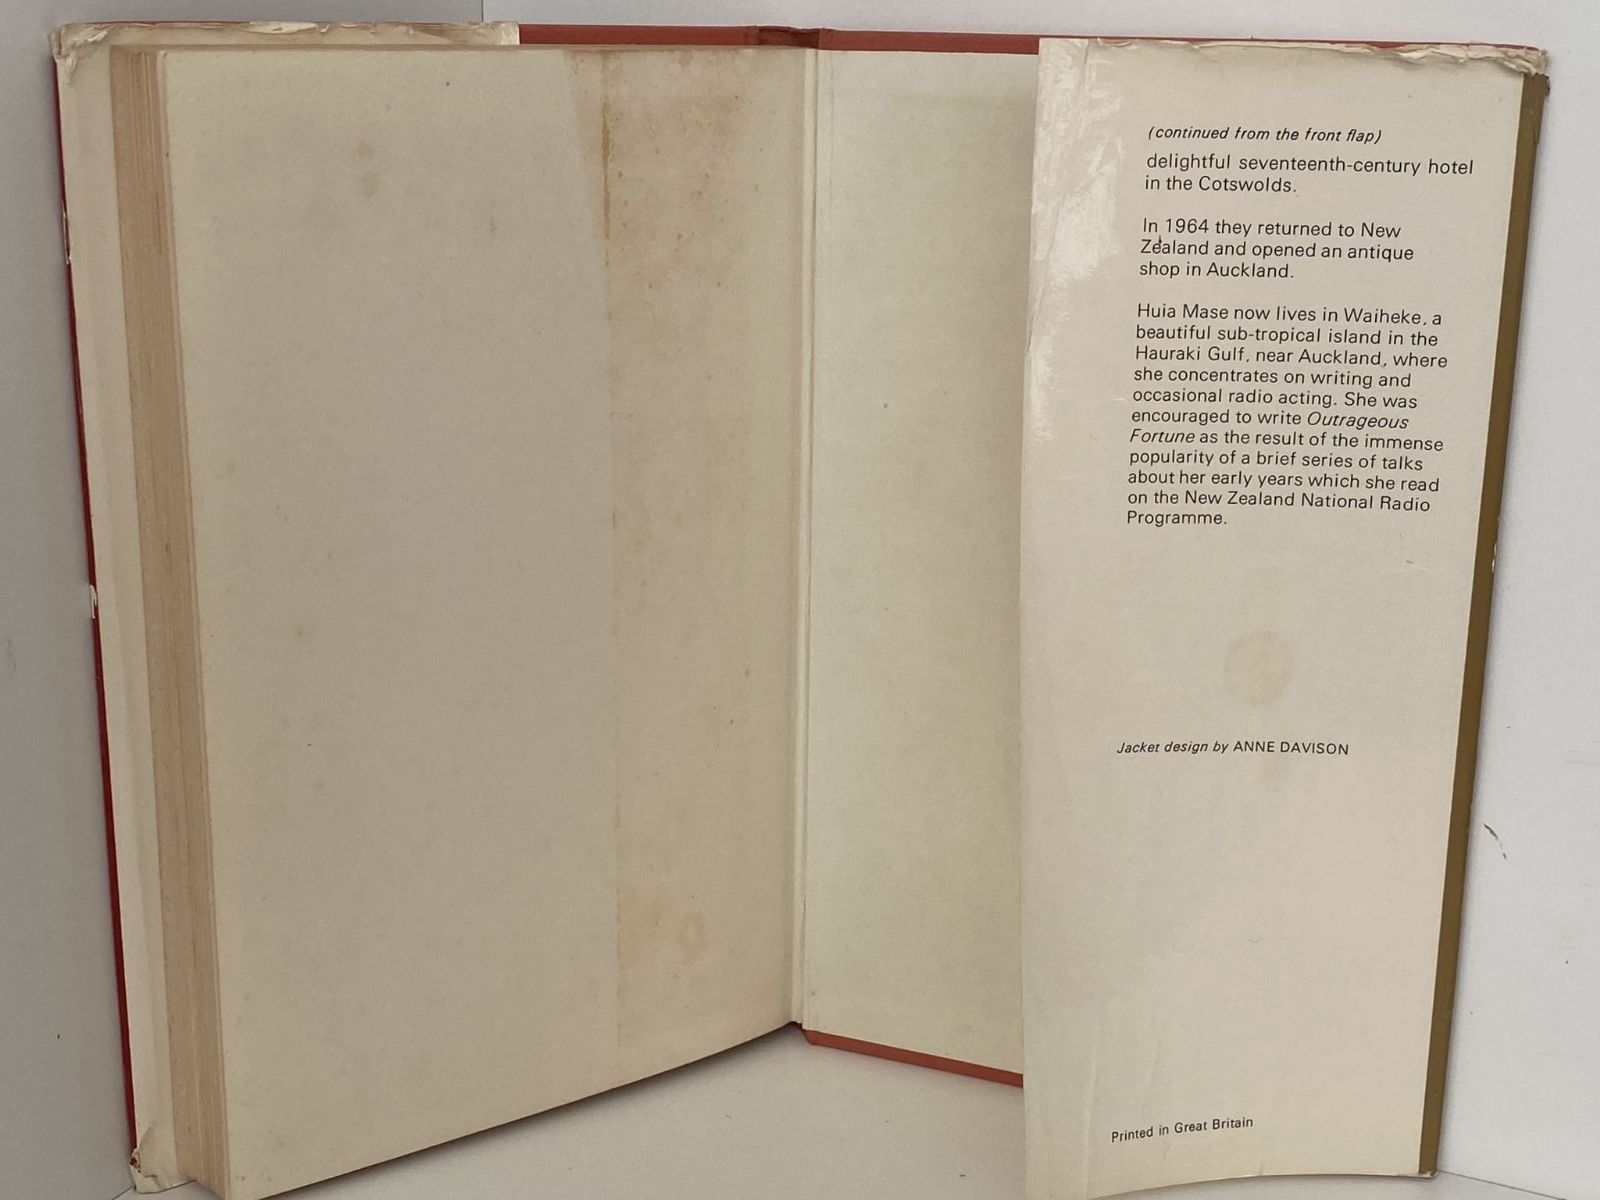 (continued from the front flap)
delightful seventeenth-century hotel
in the Cotswolds.
In 1964 they returned to New
Zealand and opened an antique
shop in Auckland.
Huia Mase now lives in Waiheke, a
beautiful sub-tropical island in the
Hauraki Gulf, near Auckland, where
she concentrates on writing and
occasional radio acting. She was
encouraged to write Outrageous
Fortune as the result of the immense
popularity of a brief series of talks
about her early years which she read
on the New Zealand National Radio
Programme.
Jacket design by ANNE DAVISON
Printed in Great Britain